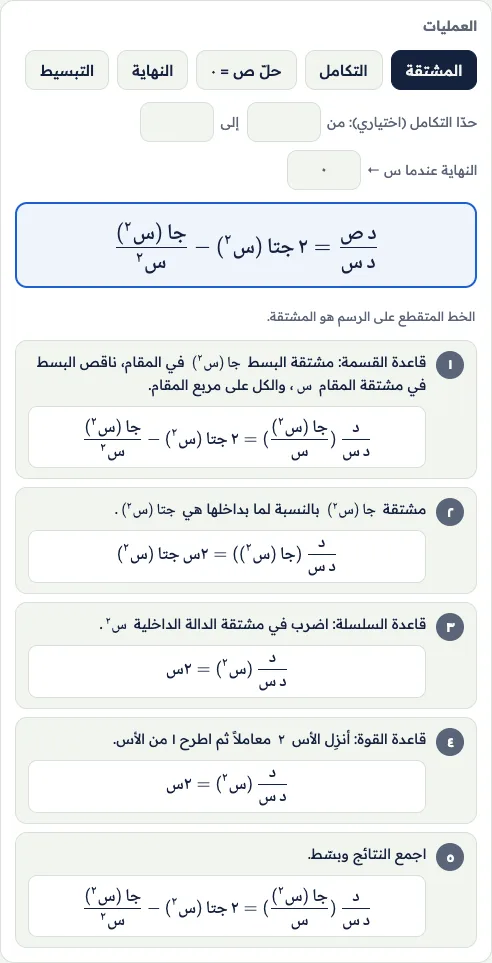 العمليات
المشتقة التكامل حلّ ص = ٠ النهاية التبسيط
حدّا التكامل (اختياري): من إلى
النهاية عندما س ← ٠
د ص / د س = ٢ جتا (س^٢) − جا (س^٢) / س^٢
الخط المتقطع على الرسم هو المشتقة.
١ قاعدة القسمة: مشتقة البسط جا (س^٢) في المقام، ناقص البسط
في مشتقة المقام س ، والكل على مربع المقام.
د / د س (جا (س^٢) / س) = ٢ جتا (س^٢) − جا (س^٢) / س^٢
٢ مشتقة جا (س^٢) بالنسبة لما بداخلها هي جتا (س^٢) .
د / د س (جا (س^٢)) = ٢س جتا (س^٢)
٣ قاعدة السلسلة: اضرب في مشتقة الدالة الداخلية س^٢ .
د / د س (س^٢) = ٢س
٤ قاعدة القوة: أنزِل الأس ٢ معاملاً ثم اطرح ١ من الأس.
د / د س (س^٢) = ٢س
٥ اجمع النتائج وبسّط.
د / د س (جا (س^٢) / س) = ٢ جتا (س^٢) − جا (س^٢) / س^٢